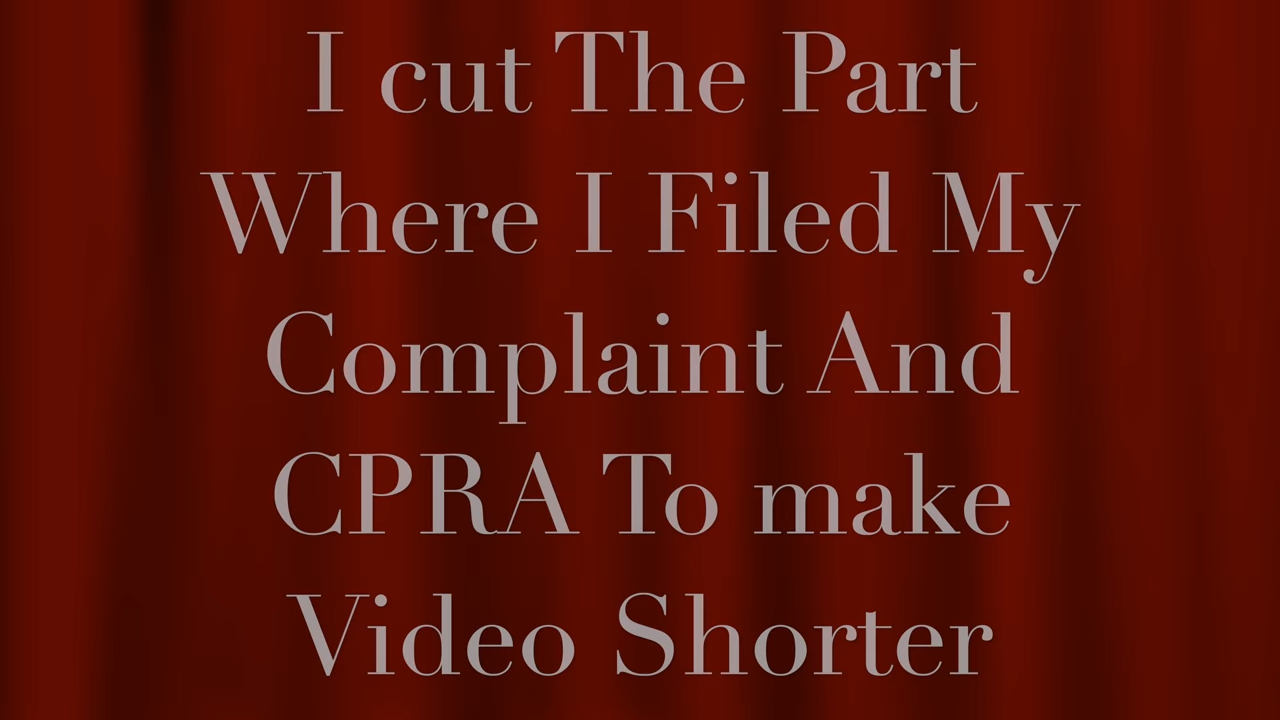 I cut The Part
Where I Filed My
Complaint And
CPRA To make
Video Shorter